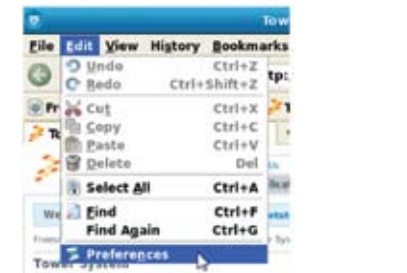 Tow
File Edit View History Bookmarks
Undo Ctrl+Z
Redo Ctrl+Shift+Z
tp:
Cut Ctrl+X
Copy Ctrl+C
Paste Ctrl+V
Delete Del
Select All Ctrl+A
Find Ctrl+F
Find Again Ctrl+G
Preferences
Tower System